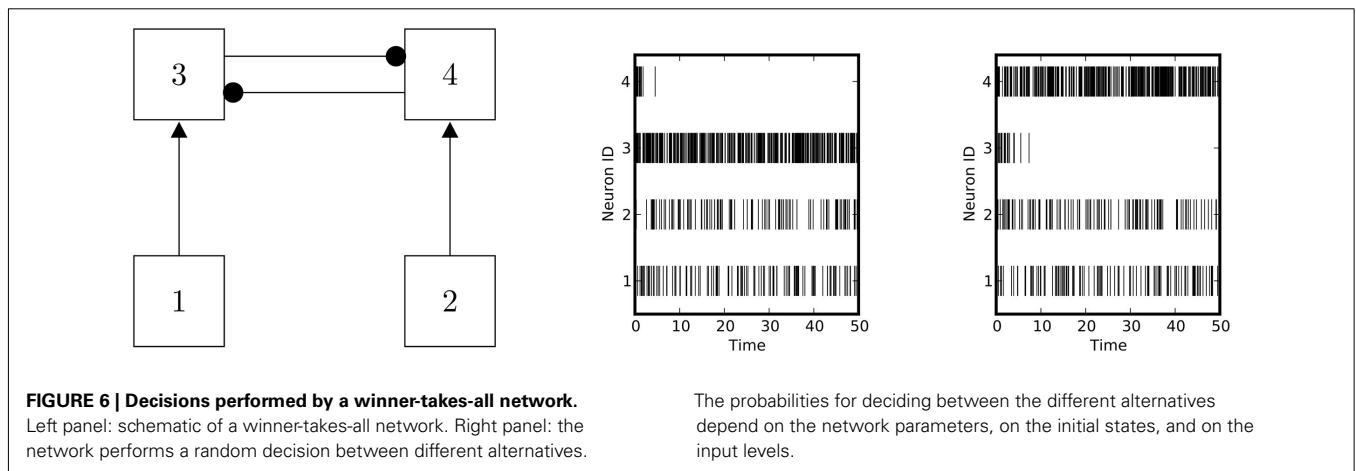 3
4
1
2
4
3
2
1
Neuron ID
0 10 20 30 40 50
Time
4
3
2
1
Neuron ID
0 10 20 30 40 50
Time
FIGURE 6 | Decisions performed by a winner-takes-all network.
Left panel: schematic of a winner-takes-all network. Right panel: the
network performs a random decision between different alternatives.
The probabilities for deciding between the different alternatives
depend on the network parameters, on the initial states, and on the
input levels.